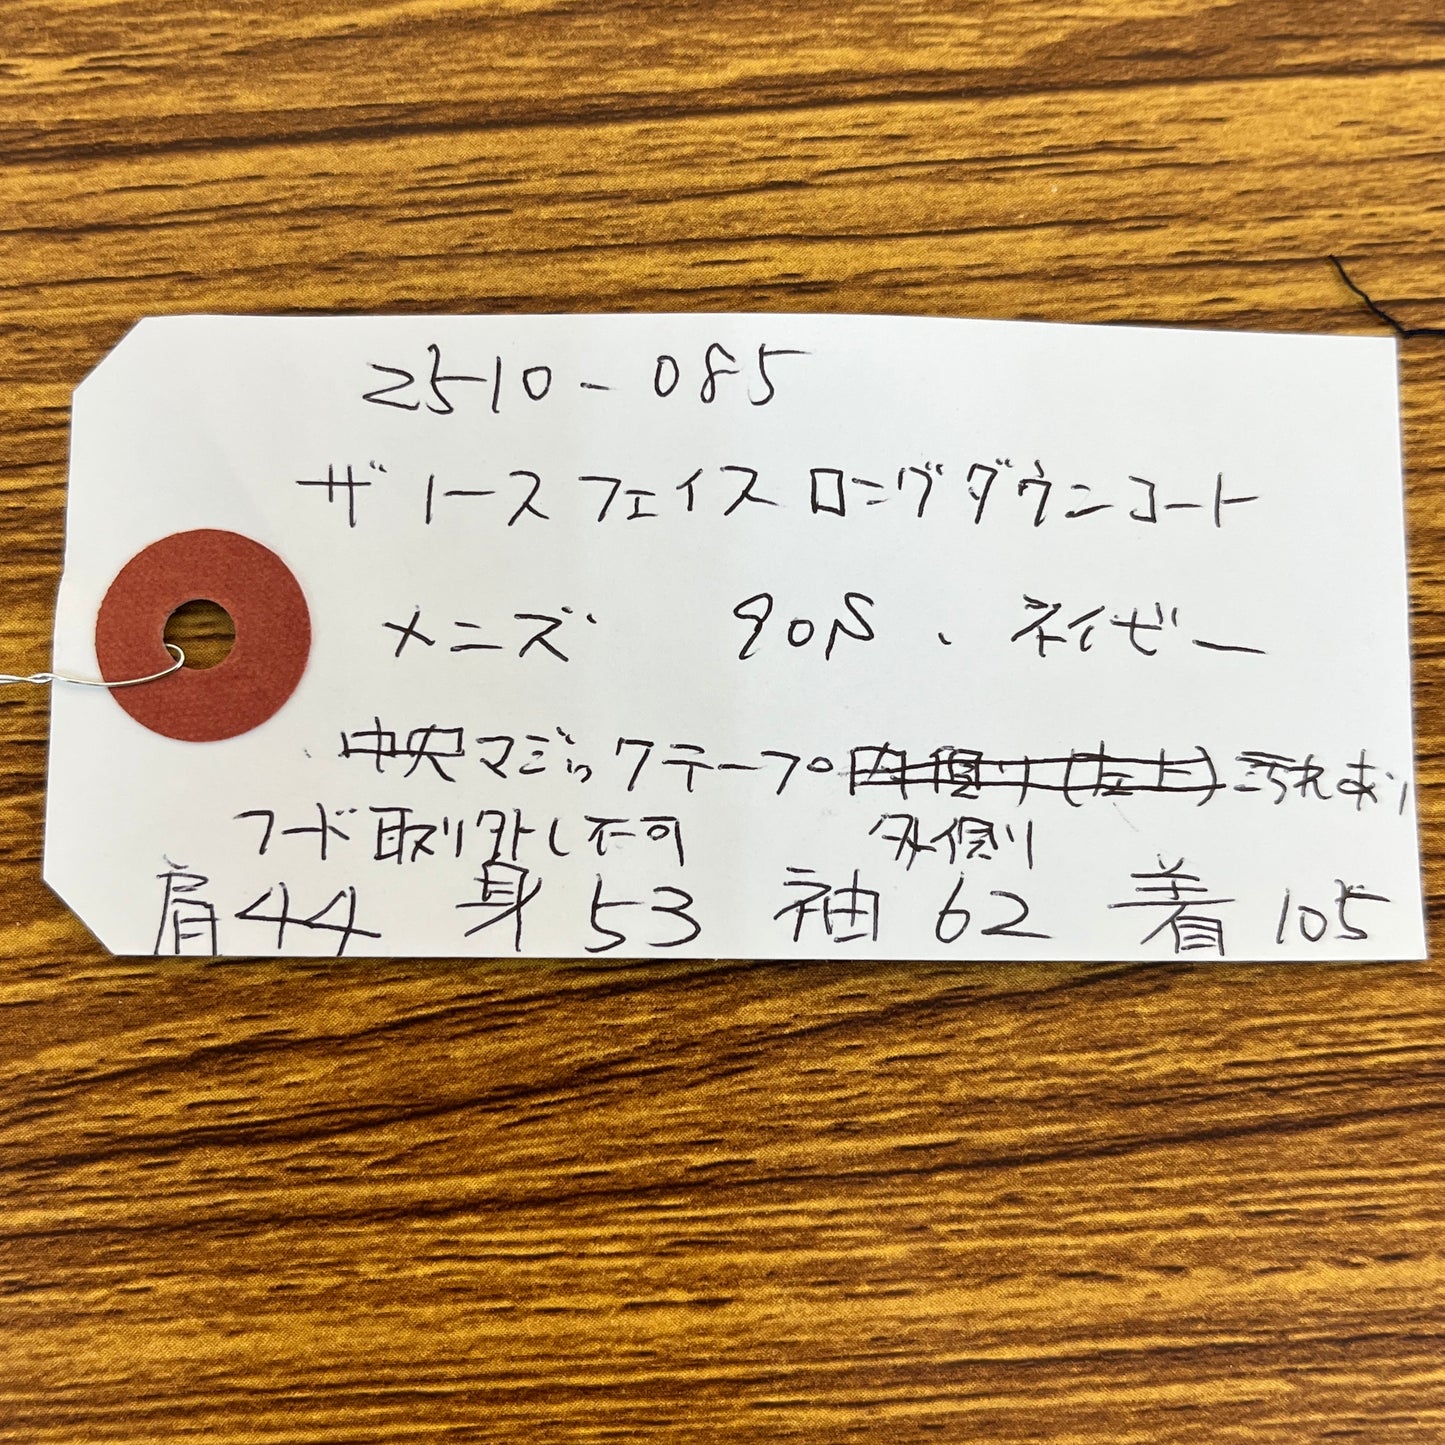 2510-085
ザノースフェイスロングダウンコート
メンズ 90S、ネイビー
中央マジックテープ内側り(左上)汚れあり
フード取り外し不可 外側り
肩44 身53 袖62 着105